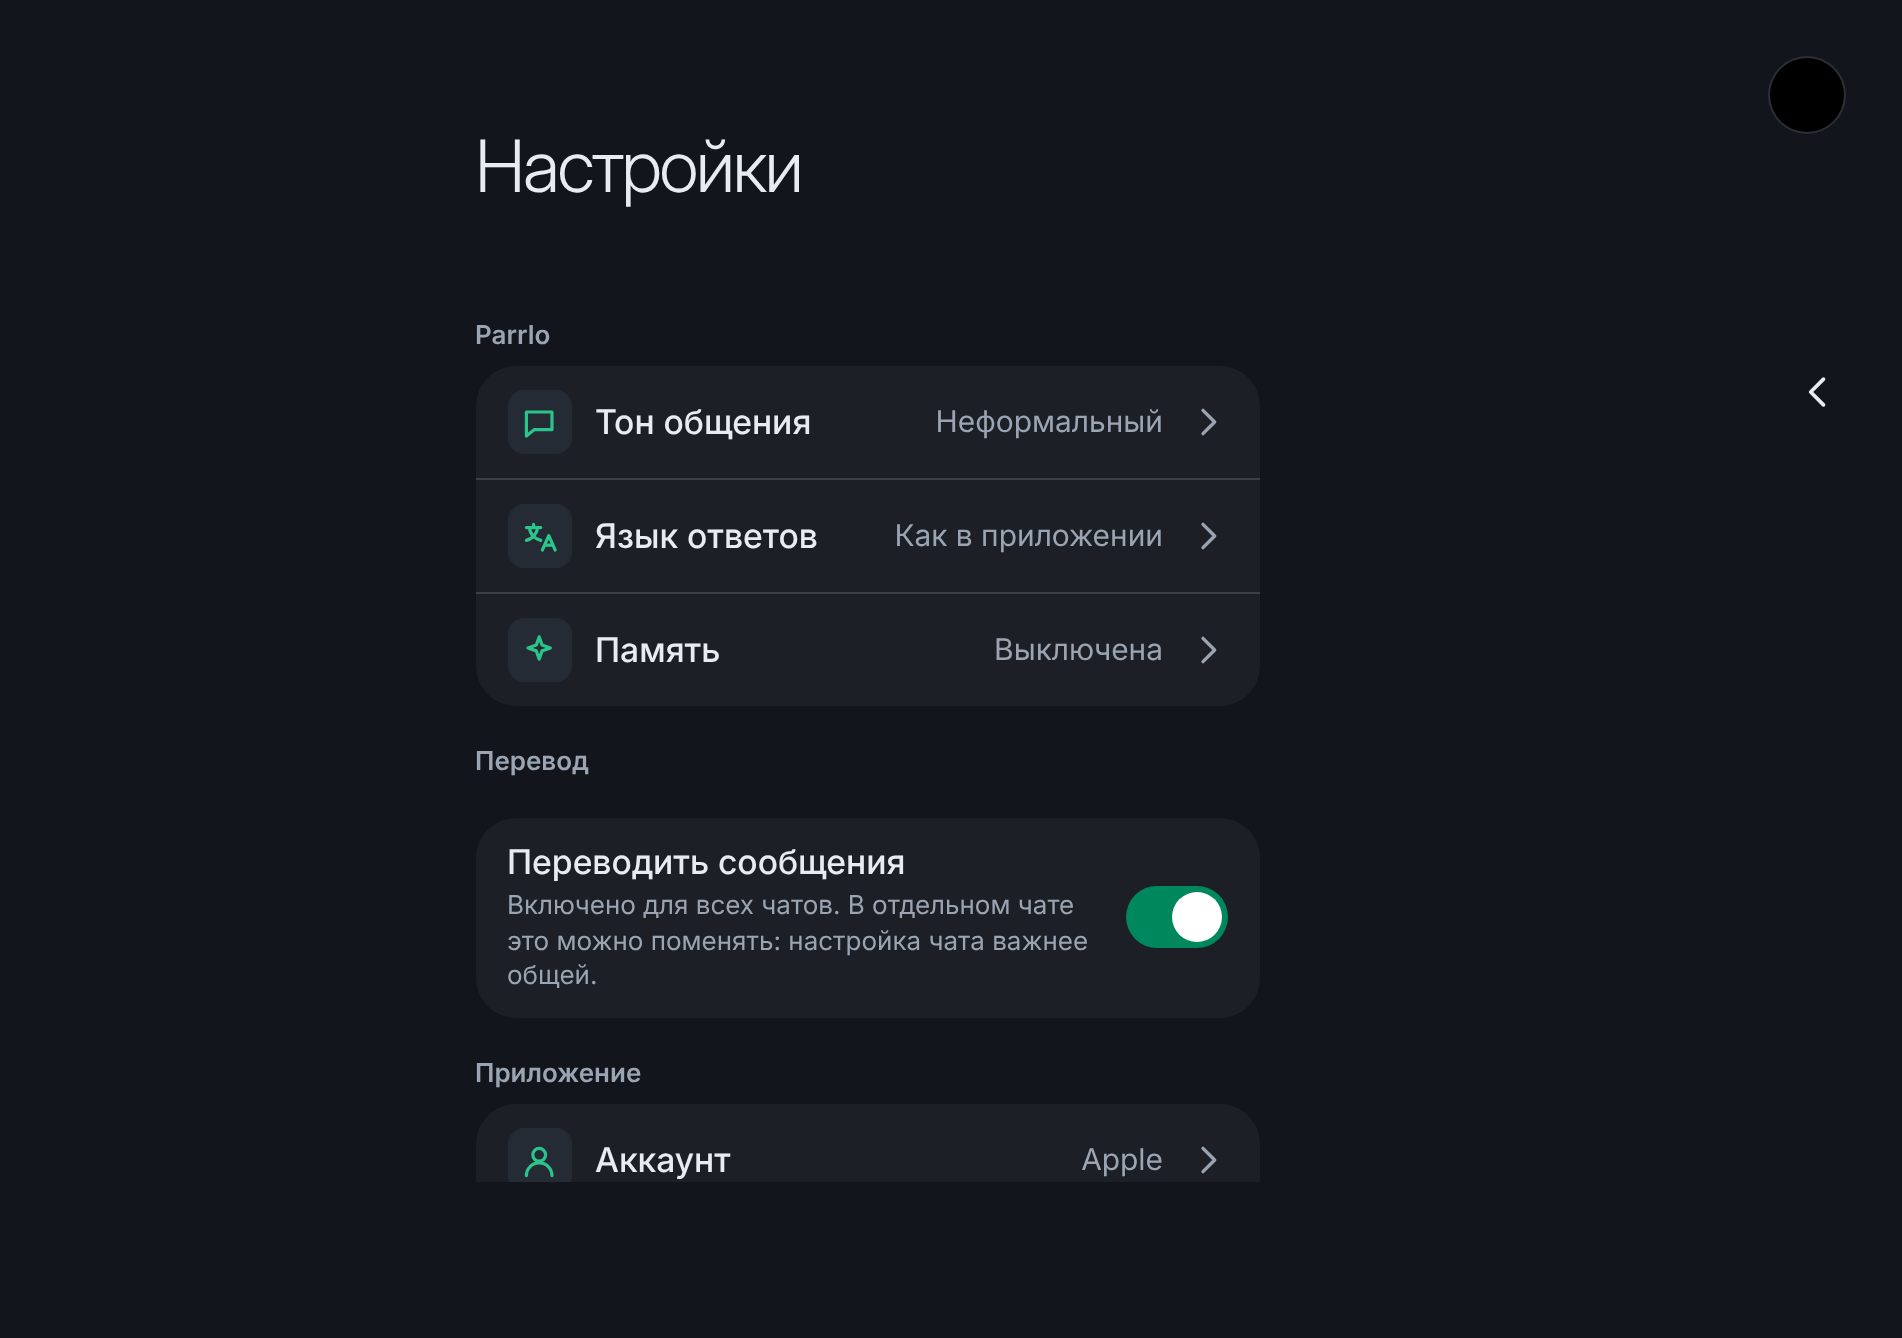 Настройки
Parrlo
Тон общения Неформальный
Язык ответов Как в приложении
Память Выключена
Перевод
Переводить сообщения
Включено для всех чатов. В отдельном чате
это можно поменять: настройка чата важнее
общей.
Приложение
Аккаунт Apple